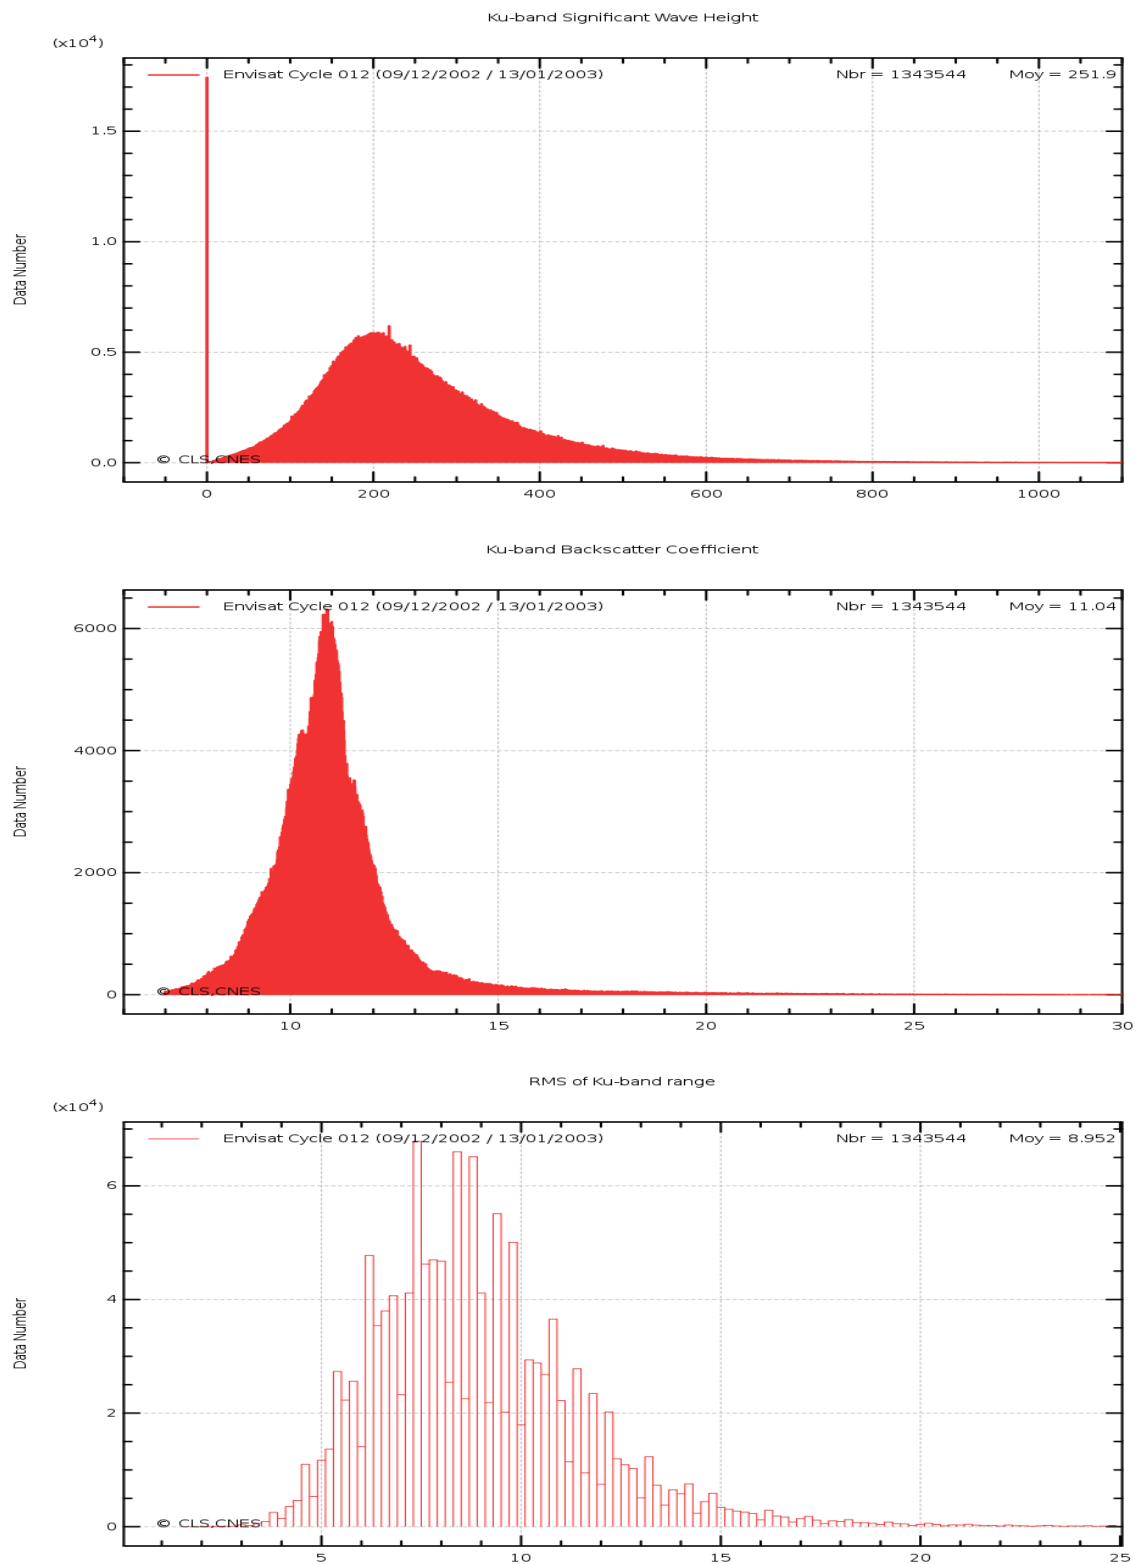 Ku-band Significant Wave Height
(x10⁴)
Envisat Cycle 012 (09/12/2002 / 13/01/2003) Nbr = 1343544 Moy = 251.9
1.5
1.0
0.5
0.0
Data Number
© CLS,CNES
0 200 400 600 800 1000
Ku-band Backscatter Coefficient
Envisat Cycle 012 (09/12/2002 / 13/01/2003) Nbr = 1343544 Moy = 11.04
6000
4000
2000
0
Data Number
© CLS,CNES
10 15 20 25 30
RMS of Ku-band range
(x10⁴)
Envisat Cycle 012 (09/12/2002 / 13/01/2003) Nbr = 1343544 Moy = 8.952
6
4
2
0
Data Number
© CLS,CNES
5 10 15 20 25